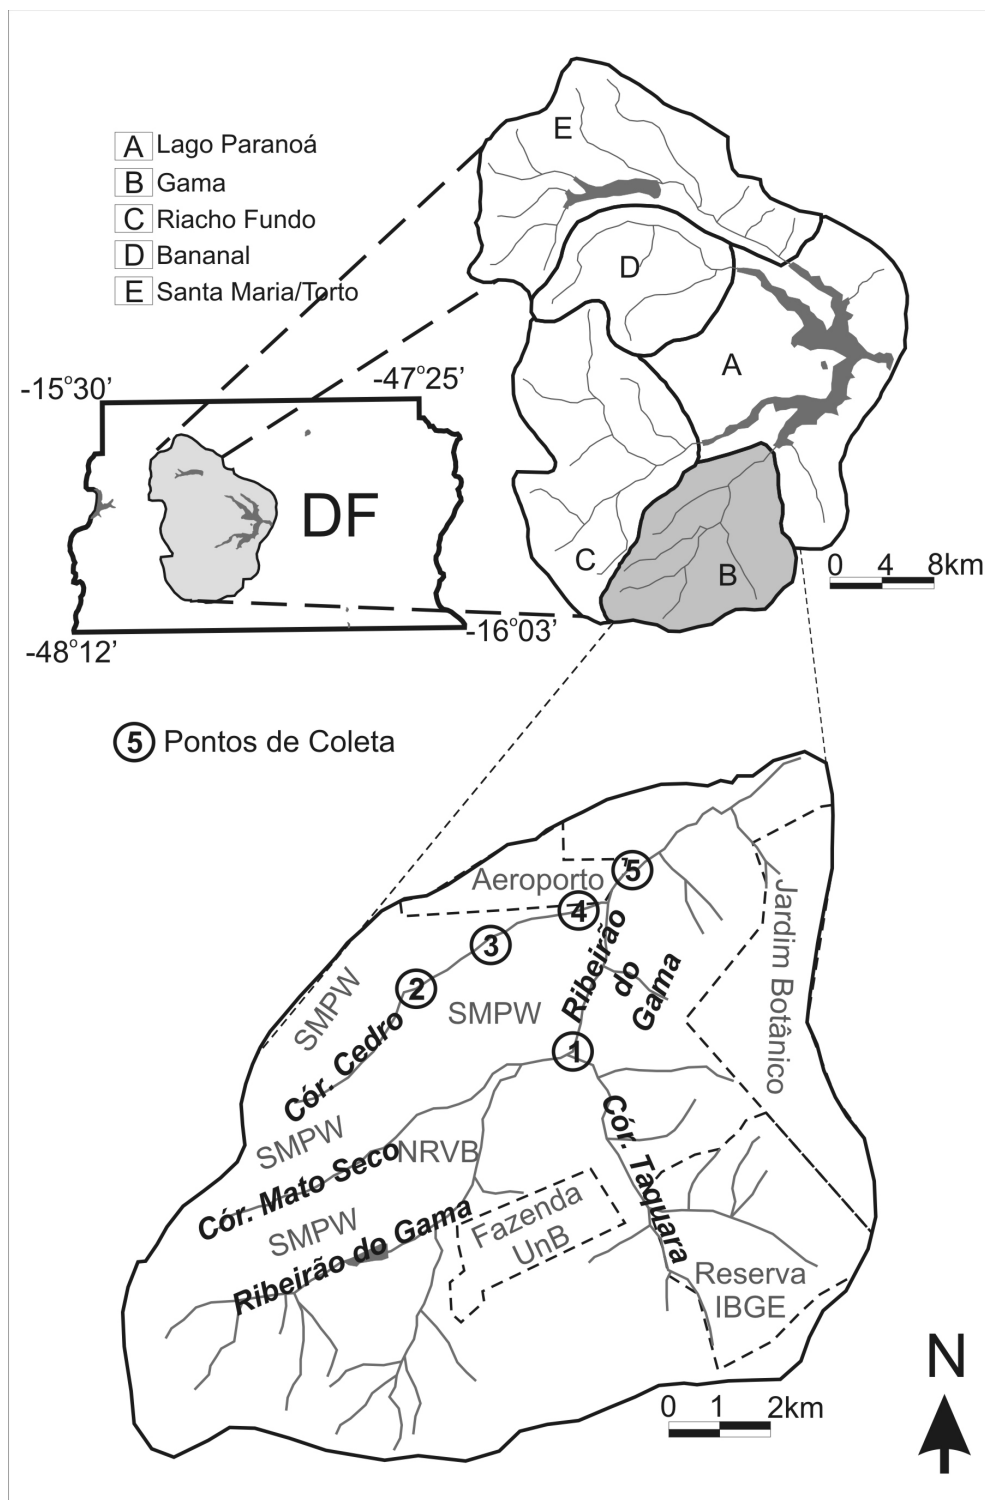 E
A Lago Paranoá
B Gama
C Riacho Fundo
D Bananal
E Santa Maria/Torto
D
A
-15°30’
-47°25’
DF
C
B
0 4 8km
-48°12’
-16°03’
5 Pontos de Coleta
5
Aeroporto
4
3
Ribeirão
do
Gama
Jardim Botânico
2
SMPW
SMPW
1
Cór. Cedro
Cór. Taquara
SMPW
NRVB
Cór. Mato Seco
SMPW
Ribeirão do Gama
Fazenda
UnB
Reserva
IBGE
N
0 1 2km